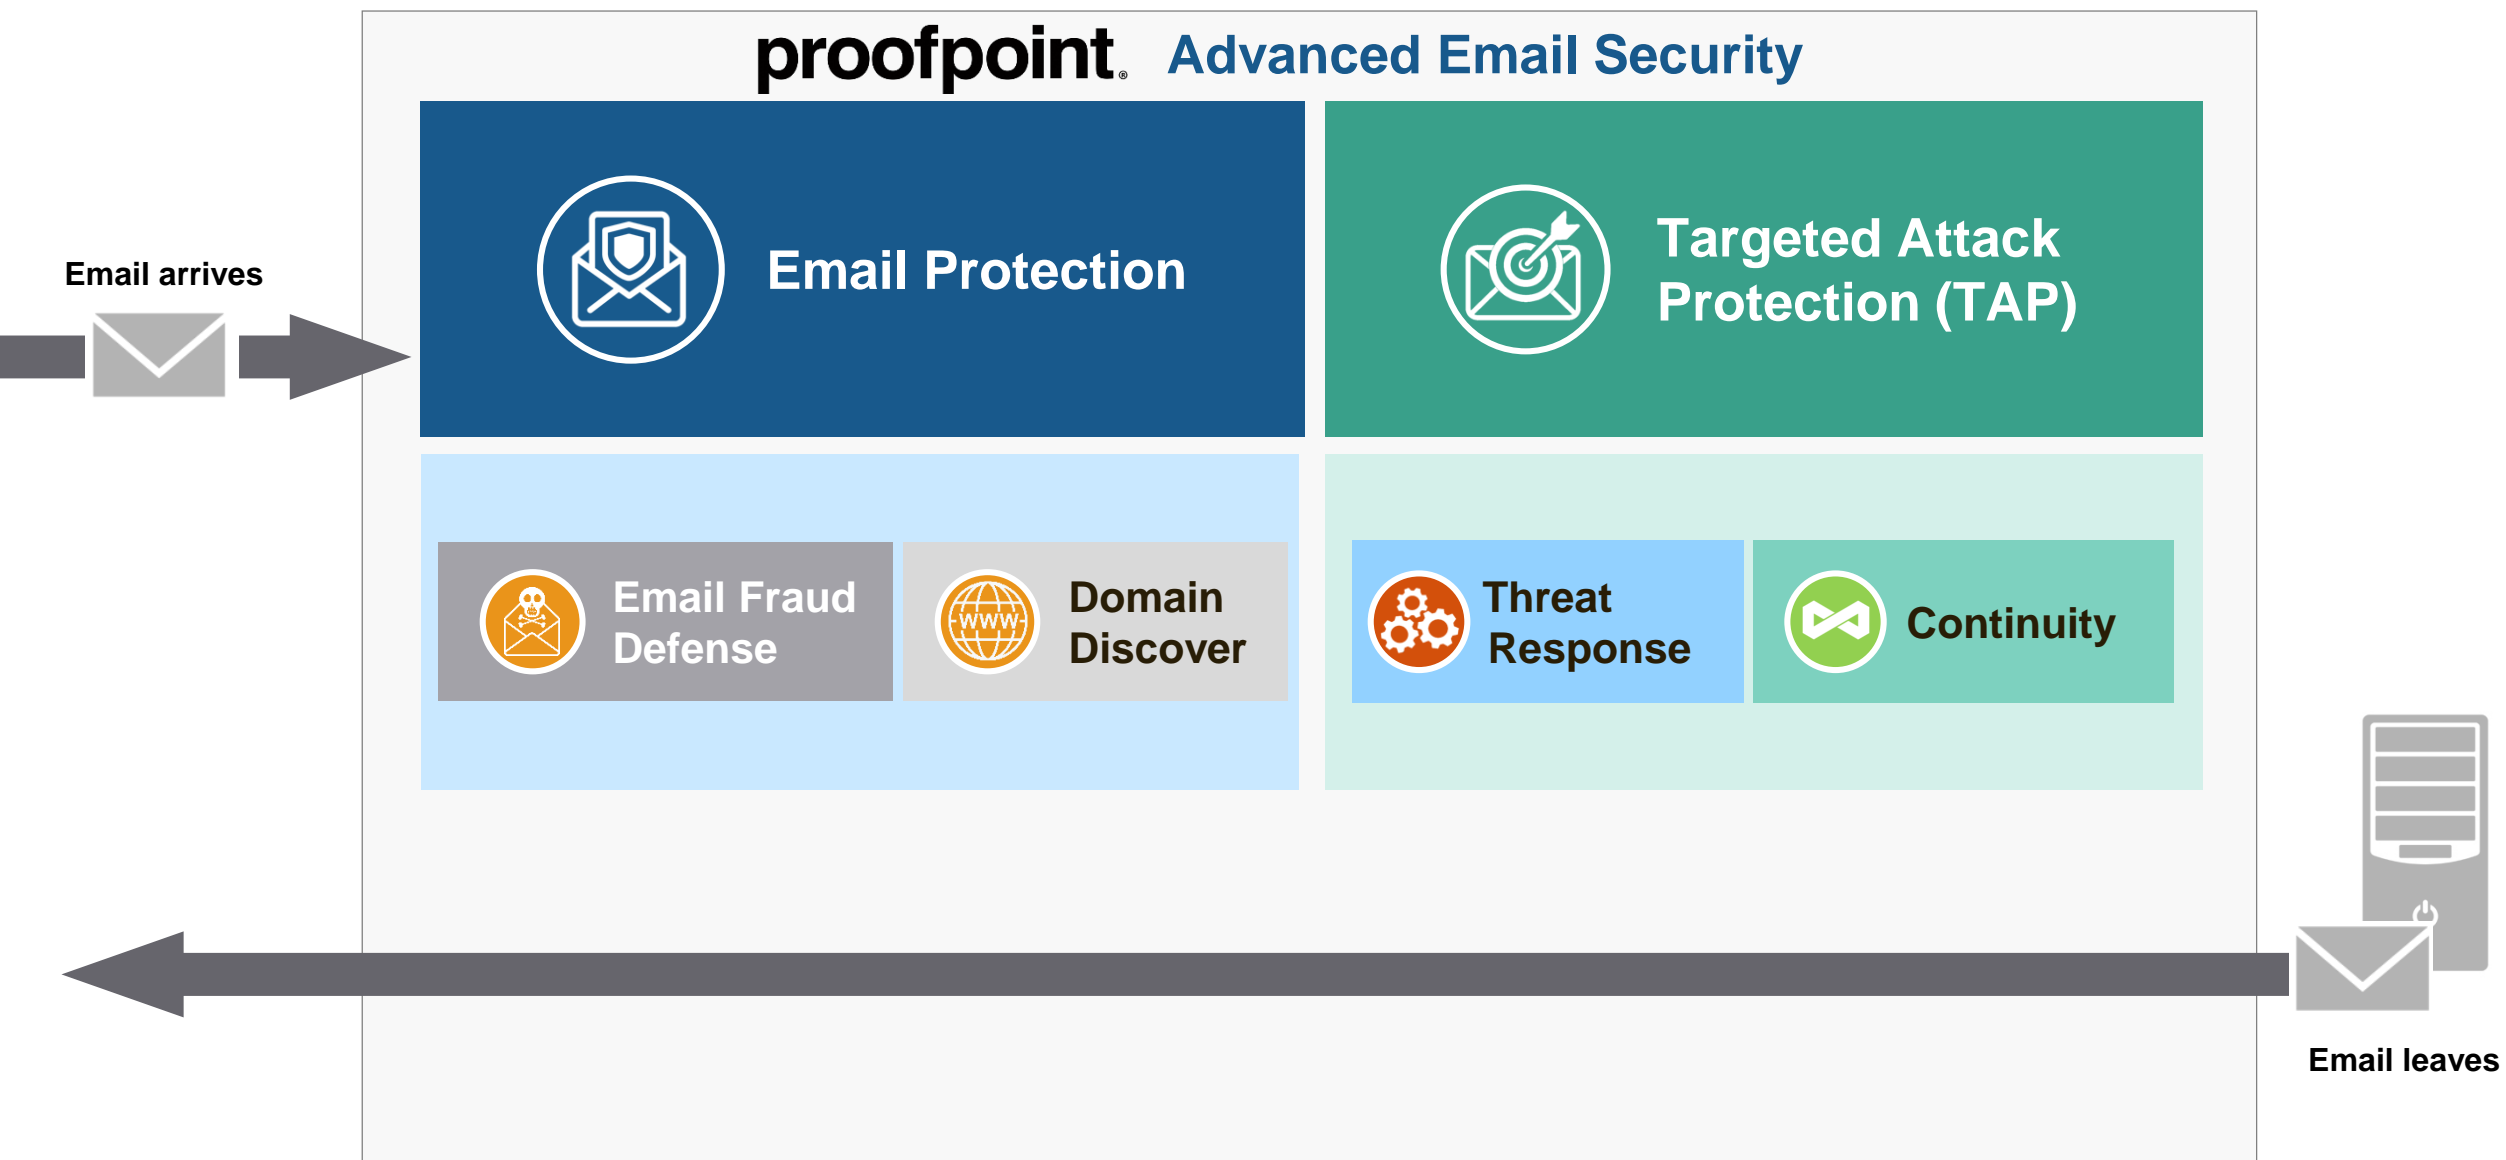 proofpoint® Advanced Email Security
Email arrives
Email Protection
Targeted Attack
Protection (TAP)
Email Fraud
Defense
WWW
Domain
Discover
Threat
Response
Continuity
Email leaves